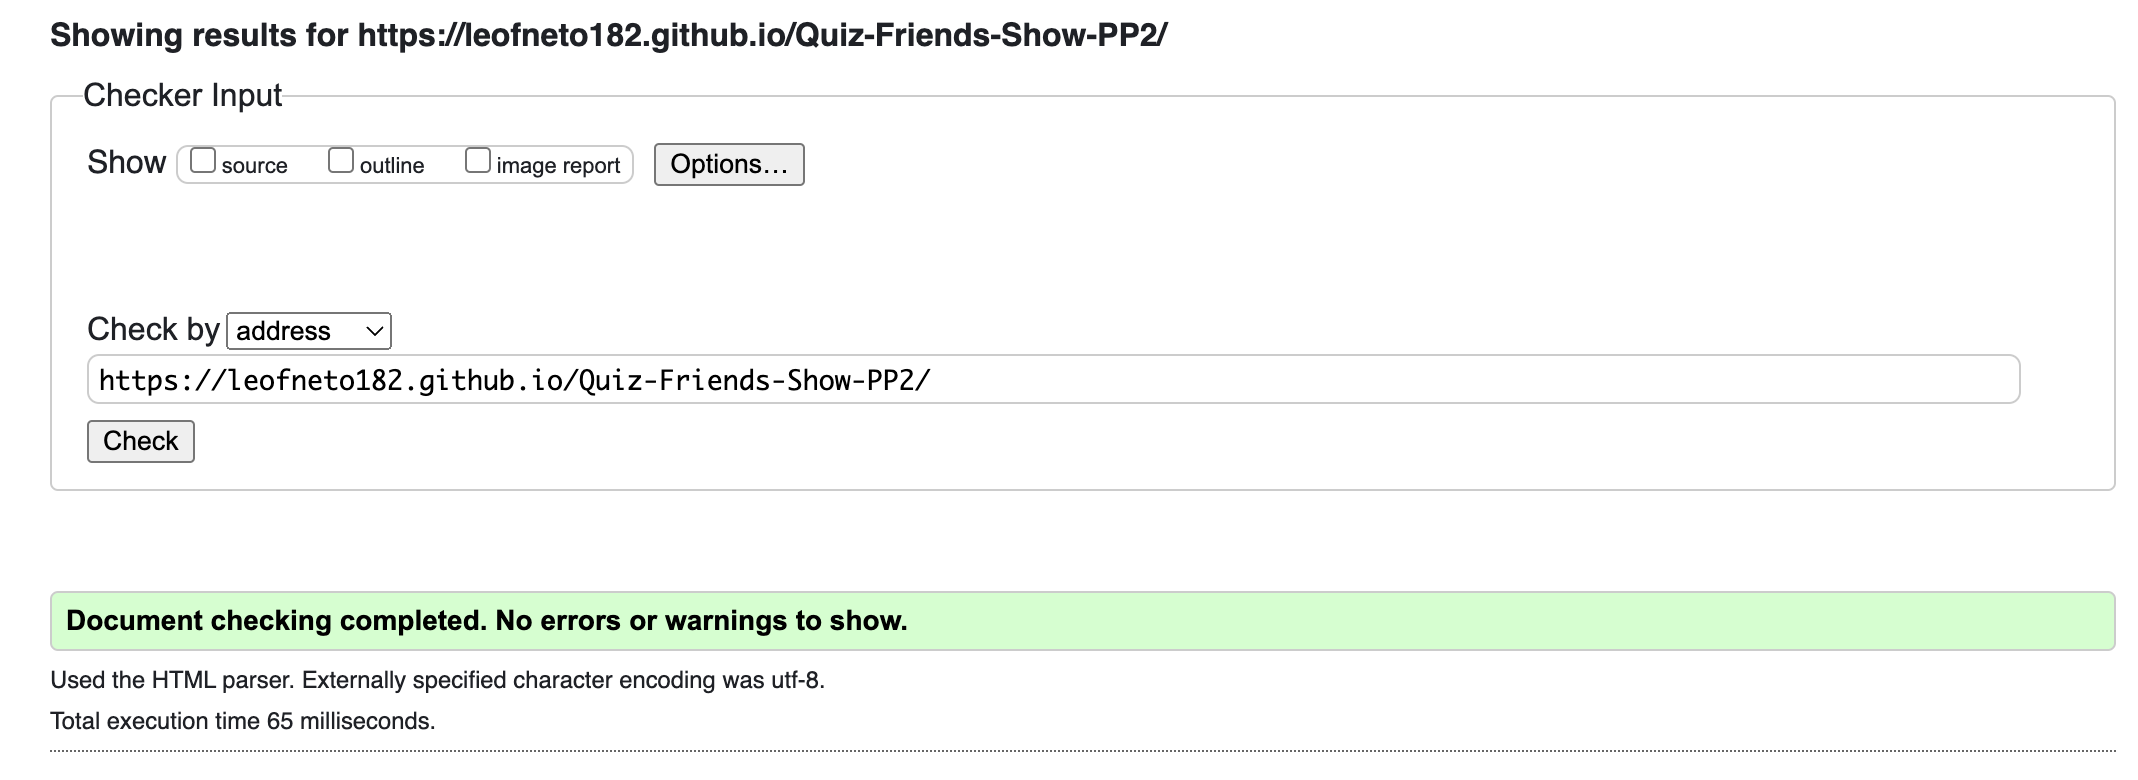 Showing results for https://leofneto182.github.io/Quiz-Friends-Show-PP2/
Checker Input
Show source outline image report Options...
Check by address
https://leofneto182.github.io/Quiz-Friends-Show-PP2/
Check
Document checking completed. No errors or warnings to show.
Used the HTML parser. Externally specified character encoding was utf-8.
Total execution time 65 milliseconds.